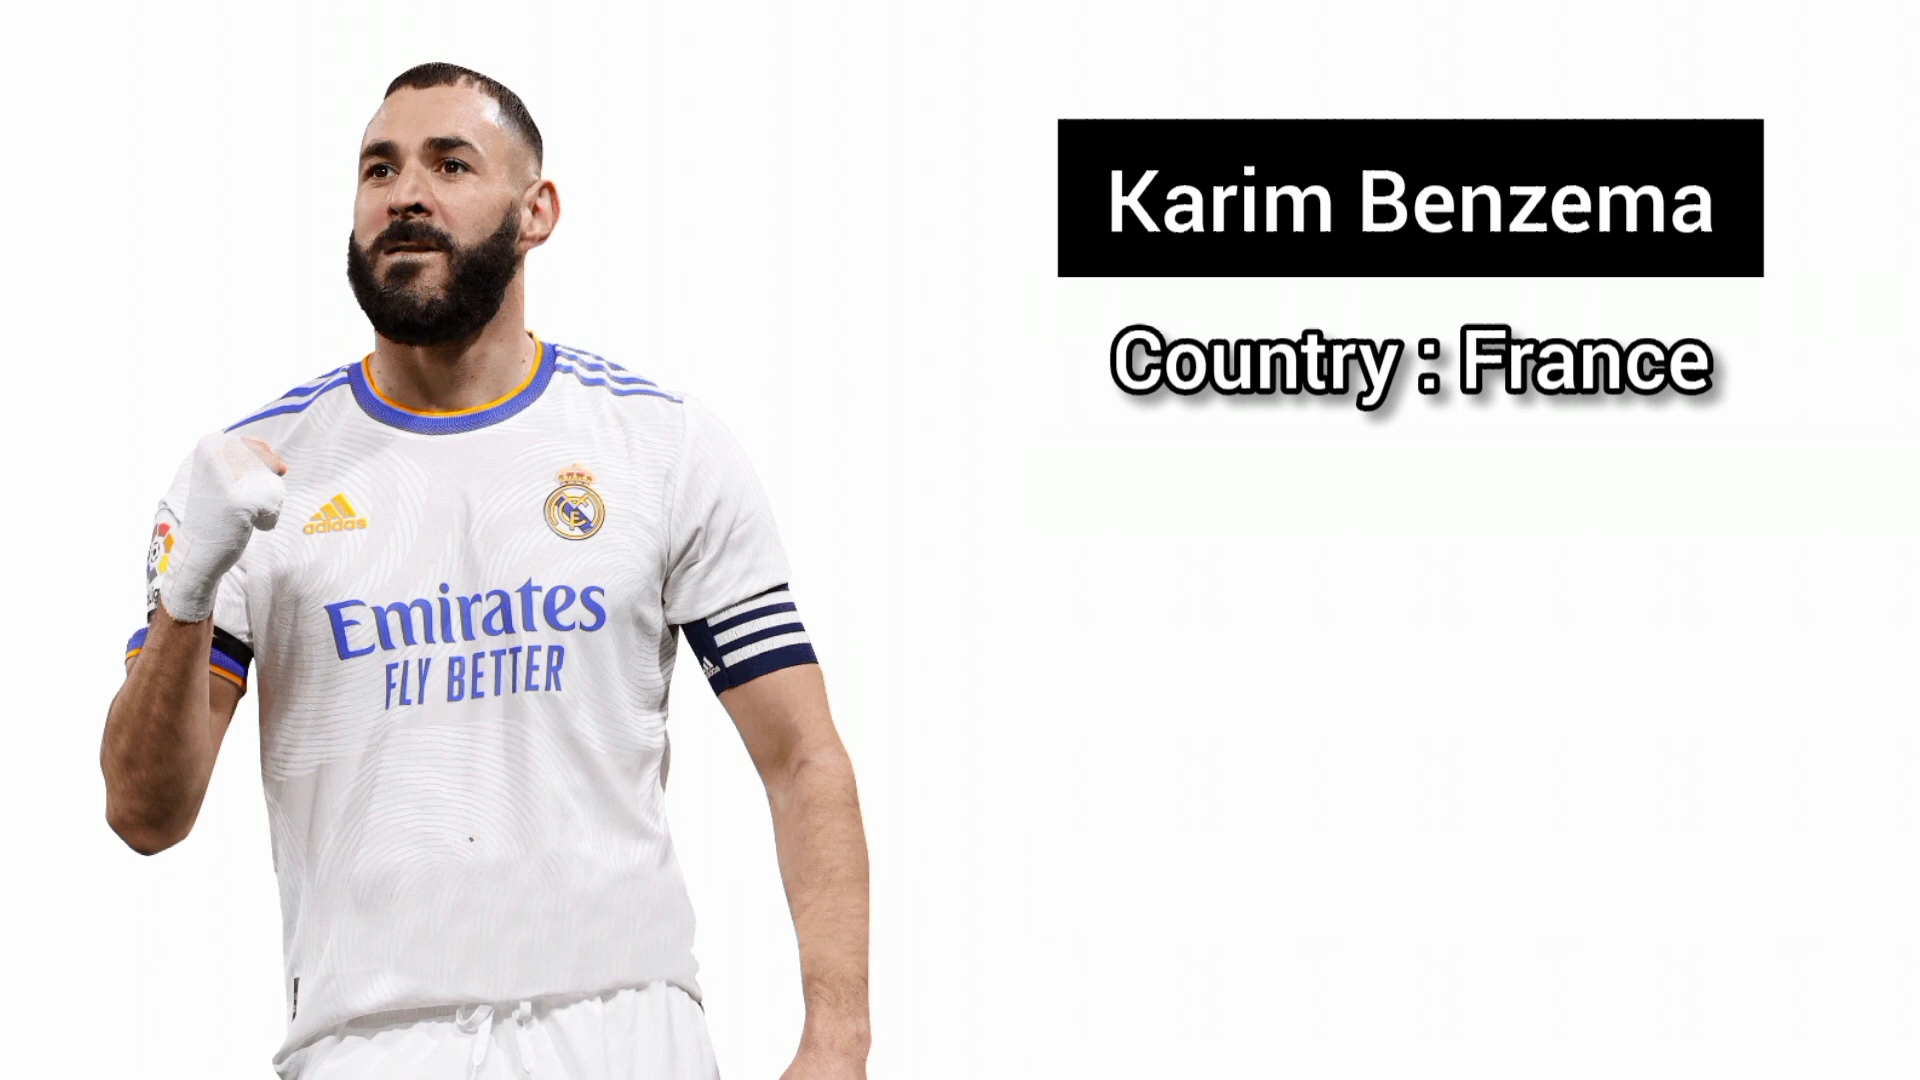 Karim Benzema
Country : France
adidas
Emirates
FLY BETTER